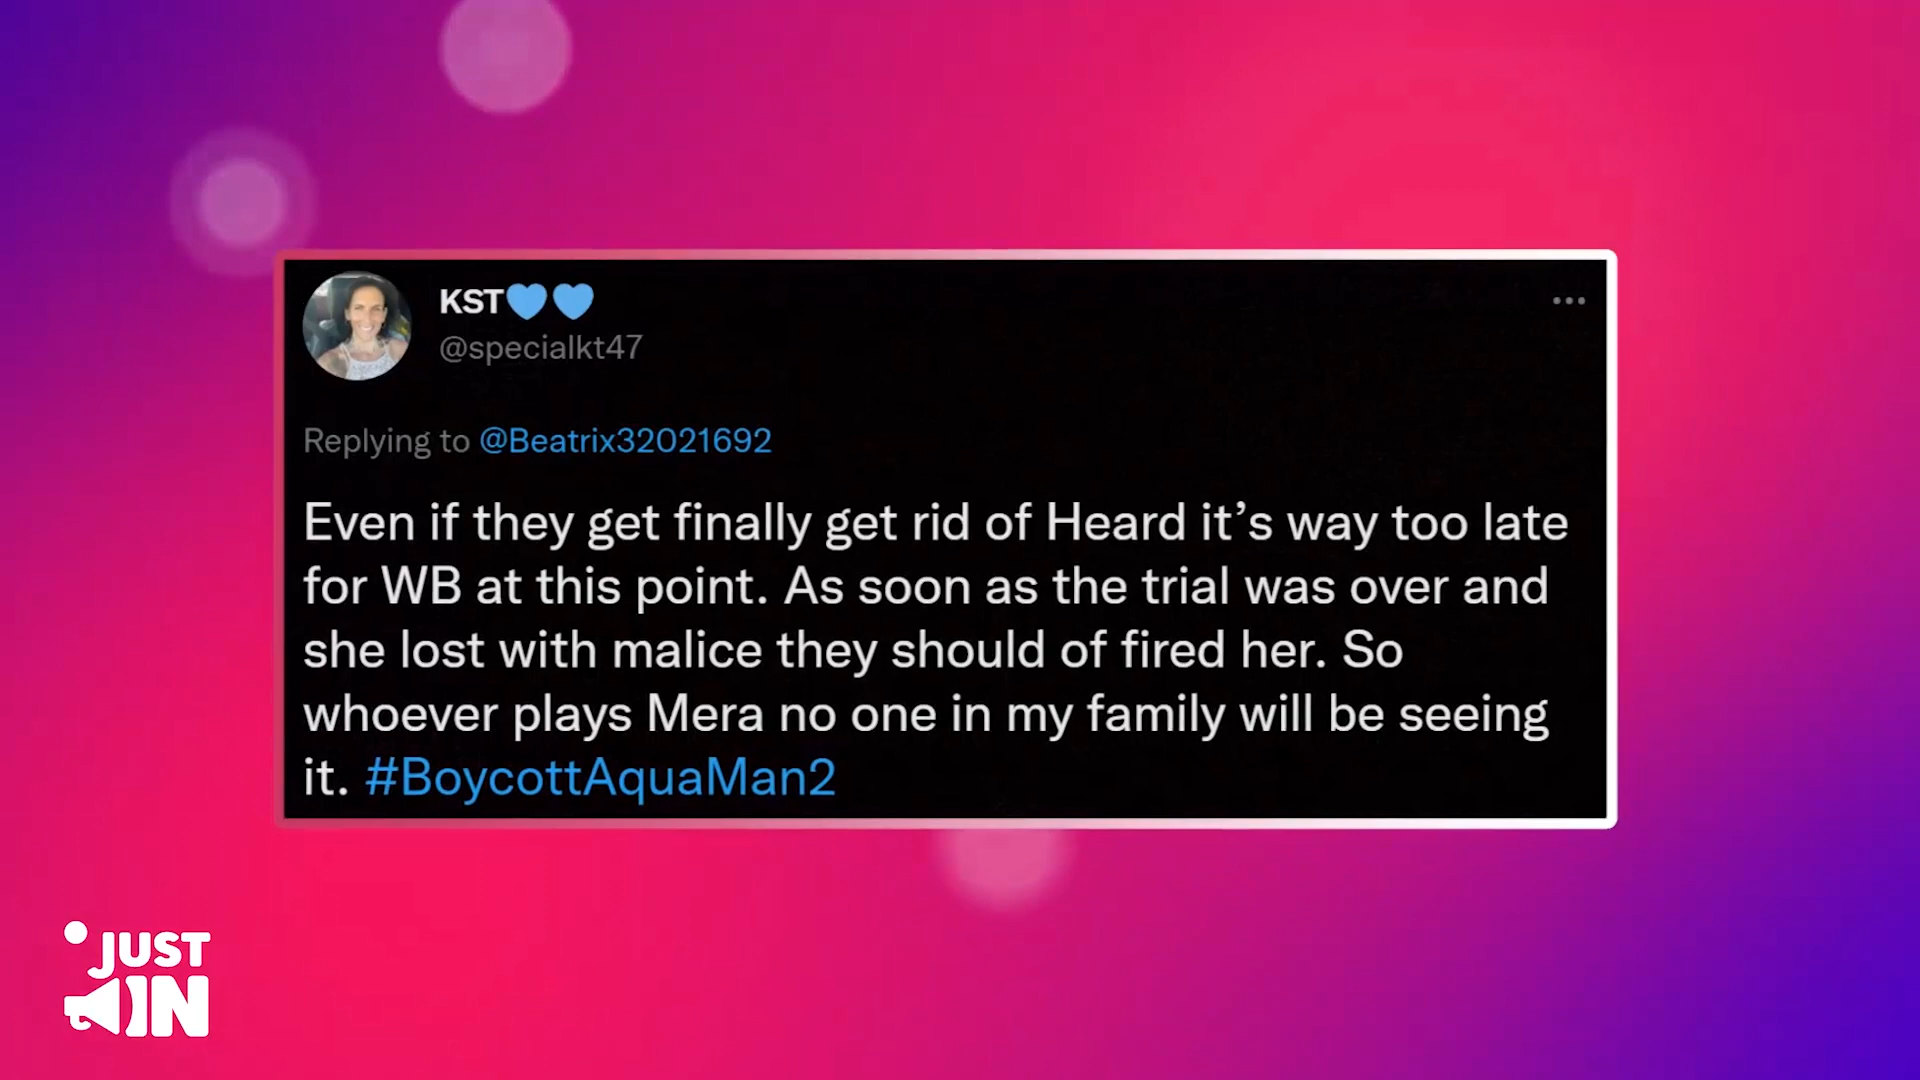 KST💙💙
@specialkt47
Replying to @Beatrix32021692
Even if they get finally get rid of Heard it’s way too late
for WB at this point. As soon as the trial was over and
she lost with malice they should of fired her. So
whoever plays Mera no one in my family will be seeing
it. #BoycottAquaMan2
JUST
IN